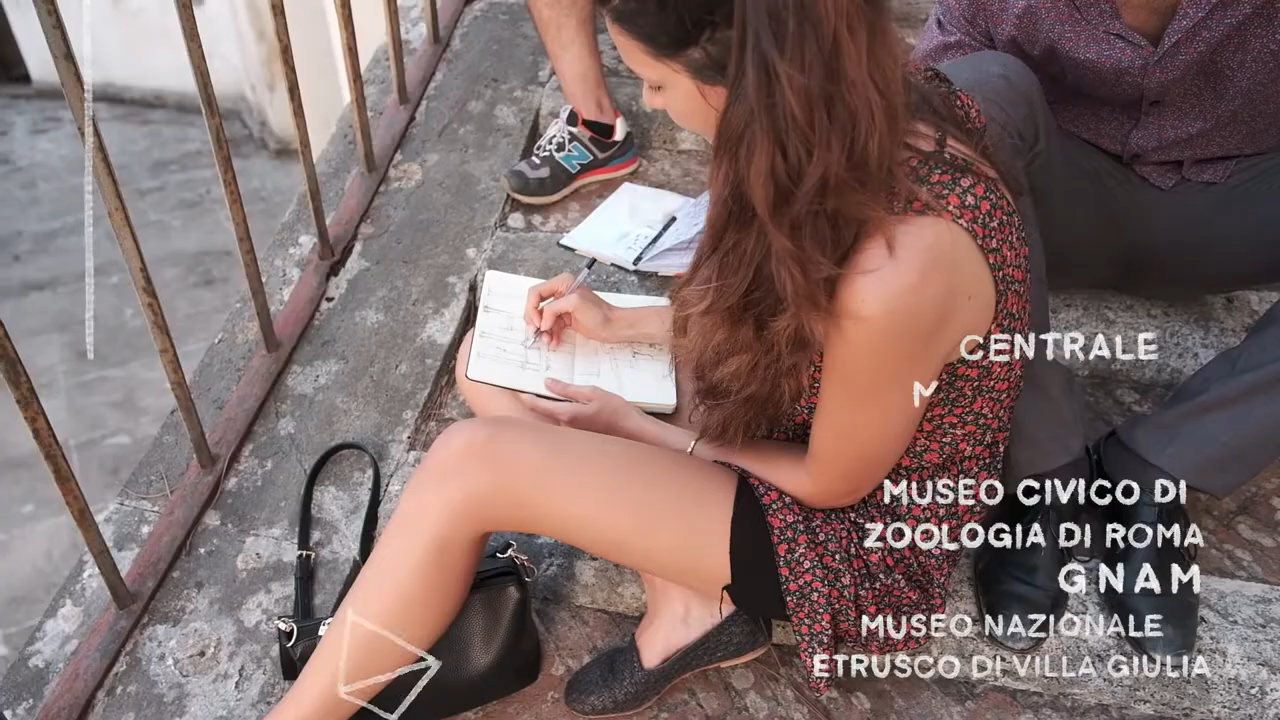 N
CENTRALE
M
MUSEO CIVICO DI
ZOOLOGIA DI ROMA
GNAM
MUSEO NAZIONALE
ETRUSCO DI VILLA GIULIA